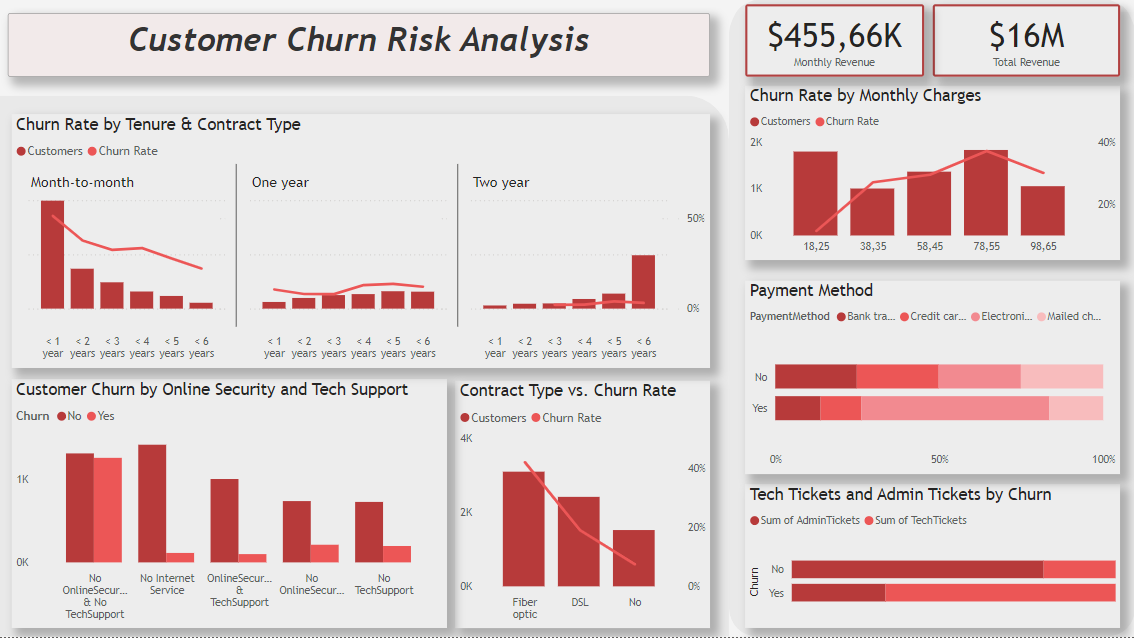 Customer Churn Risk Analysis
$455,66K
Monthly Revenue
$16M
Total Revenue
Churn Rate by Tenure & Contract Type
Customers Churn Rate
Month-to-month
One year
Two year
50%
0%
< 1 year
< 2 years
< 3 years
< 4 years
< 5 years
< 6 years
< 1 year
< 2 years
< 3 years
< 4 years
< 5 years
< 6 years
< 1 year
< 2 years
< 3 years
< 4 years
< 5 years
< 6 years
Churn Rate by Monthly Charges
Customers Churn Rate
2K
1K
0K
40%
20%
18,25 38,35 58,45 78,55 98,65
Payment Method
PaymentMethod Bank tra... Credit car... Electroni... Mailed ch...
No
Yes
0% 50% 100%
Customer Churn by Online Security and Tech Support
Churn No Yes
1K
0K
No
OnlineSecur...
& No
TechSupport
No Internet
Service
OnlineSecur...
&
TechSupport
No
OnlineSecur...
No
TechSupport
Contract Type vs. Churn Rate
Customers Churn Rate
4K
2K
0K
40%
20%
0%
Fiber
optic
DSL
No
Tech Tickets and Admin Tickets by Churn
Sum of AdminTickets Sum of TechTickets
Churn
No
Yes